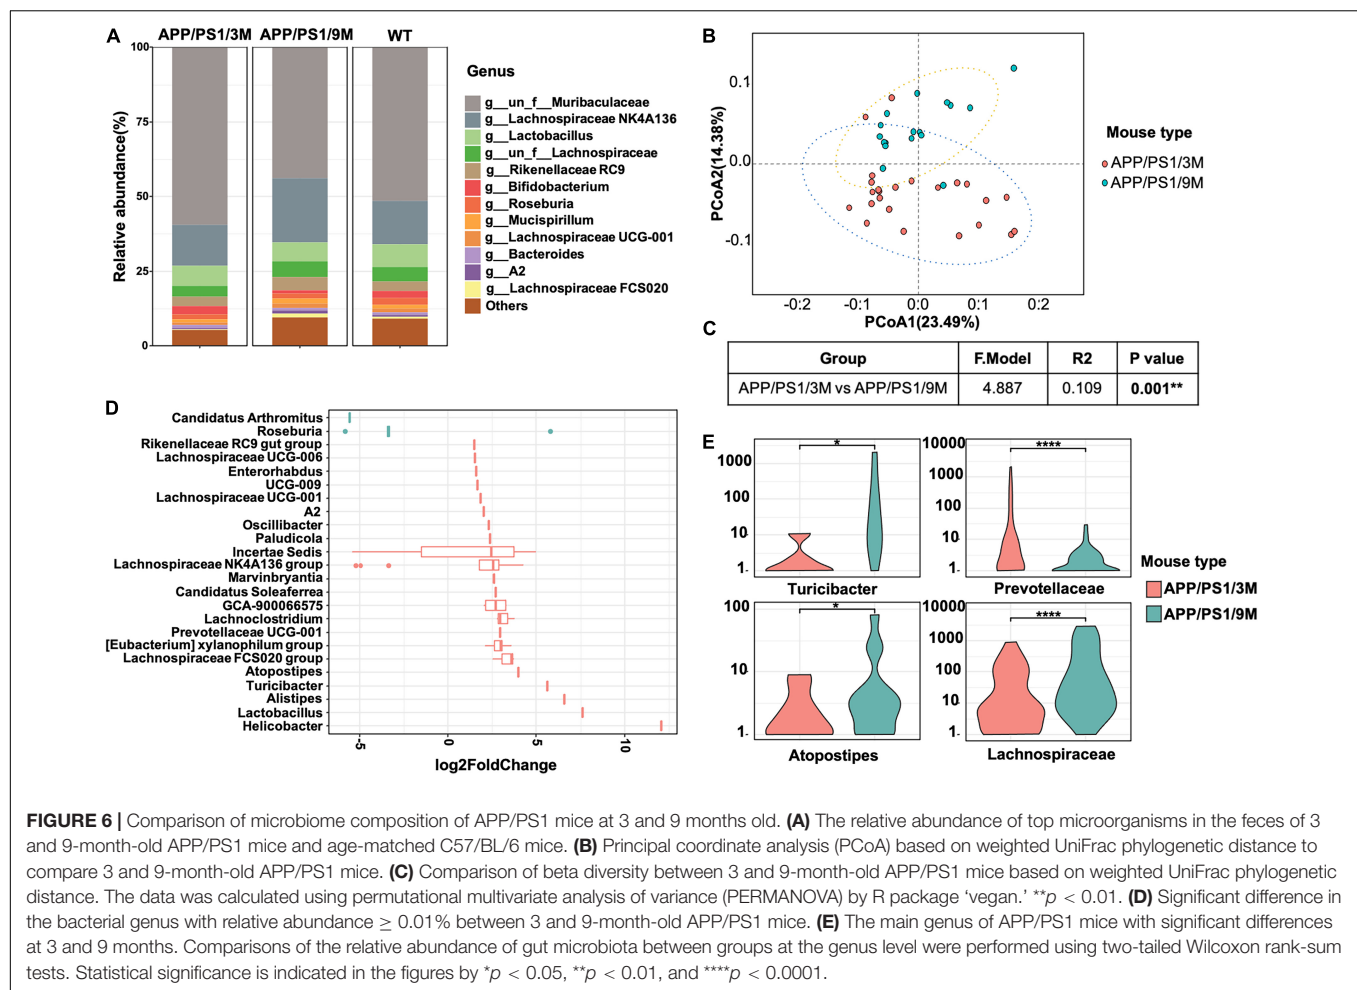 A
APP/PS1/3M APP/PS1/9M WT
Relative abundance(%)
100
75
50
25
0
Genus
g__un_f__Muribaculaceae
g__Lachnospiraceae NK4A136
g__Lactobacillus
g__un_f__Lachnospiraceae
g__Rikenellaceae RC9
g__Bifidobacterium
g__Roseburia
g__Mucispirillum
g__Lachnospiraceae UCG-001
g__Bacteroides
g__A2
g__Lachnospiraceae FCS020
Others
B
PCoA2(14.38%)
0.1
0.0
-0.1
-0:2 -0:1 0:0 0:1 0:2
PCoA1(23.49%)
Mouse type
APP/PS1/3M
APP/PS1/9M
C
Group F.Model R2 P value
APP/PS1/3M vs APP/PS1/9M 4.887 0.109 0.001**
D
Candidatus Arthromitus
Roseburia
Rikenellaceae RC9 gut group
Lachnospiraceae UCG-006
Enterorhabdus
UCG-009
Lachnospiraceae UCG-001
A2
Oscillibacter
Paludicola
Incertae Sedis
Lachnospiraceae NK4A136 group
Marvinbryantia
Candidatus Soleaferrea
GCA-900066575
Lachnoclostridium
Prevotellaceae UCG-001
[Eubacterium] xylanophilum group
Lachnospiraceae FCS020 group
Atopostipes
Turicibacter
Alistipes
Lactobacillus
Helicobacter
-5 0 5 10
log2FoldChange
E
*
1000
100
10
1
Turicibacter
****
10000
1000
100
10
1
Prevotellaceae
*
100
10
1
Atopostipes
****
10000
1000
100
10
1
Lachnospiraceae
Mouse type
APP/PS1/3M
APP/PS1/9M
FIGURE 6 | Comparison of microbiome composition of APP/PS1 mice at 3 and 9 months old. (A) The relative abundance of top microorganisms in the feces of 3
and 9-month-old APP/PS1 mice and age-matched C57/BL/6 mice. (B) Principal coordinate analysis (PCoA) based on weighted UniFrac phylogenetic distance to
compare 3 and 9-month-old APP/PS1 mice. (C) Comparison of beta diversity between 3 and 9-month-old APP/PS1 mice based on weighted UniFrac phylogenetic
distance. The data was calculated using permutational multivariate analysis of variance (PERMANOVA) by R package ‘vegan.’ **p < 0.01. (D) Significant difference in
the bacterial genus with relative abundance ≥ 0.01% between 3 and 9-month-old APP/PS1 mice. (E) The main genus of APP/PS1 mice with significant differences
at 3 and 9 months. Comparisons of the relative abundance of gut microbiota between groups at the genus level were performed using two-tailed Wilcoxon rank-sum
tests. Statistical significance is indicated in the figures by *p < 0.05, **p < 0.01, and ****p < 0.0001.